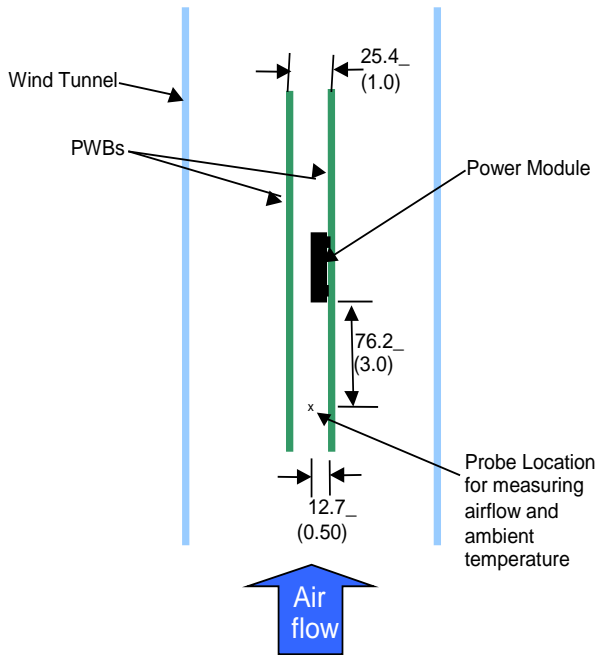 25.4_
(1.0)
Wind Tunnel
PWBs
Power Module
76.2_
(3.0)
x
Probe Location
for measuring
airflow and
ambient
temperature
12.7_
(0.50)
Air
flow